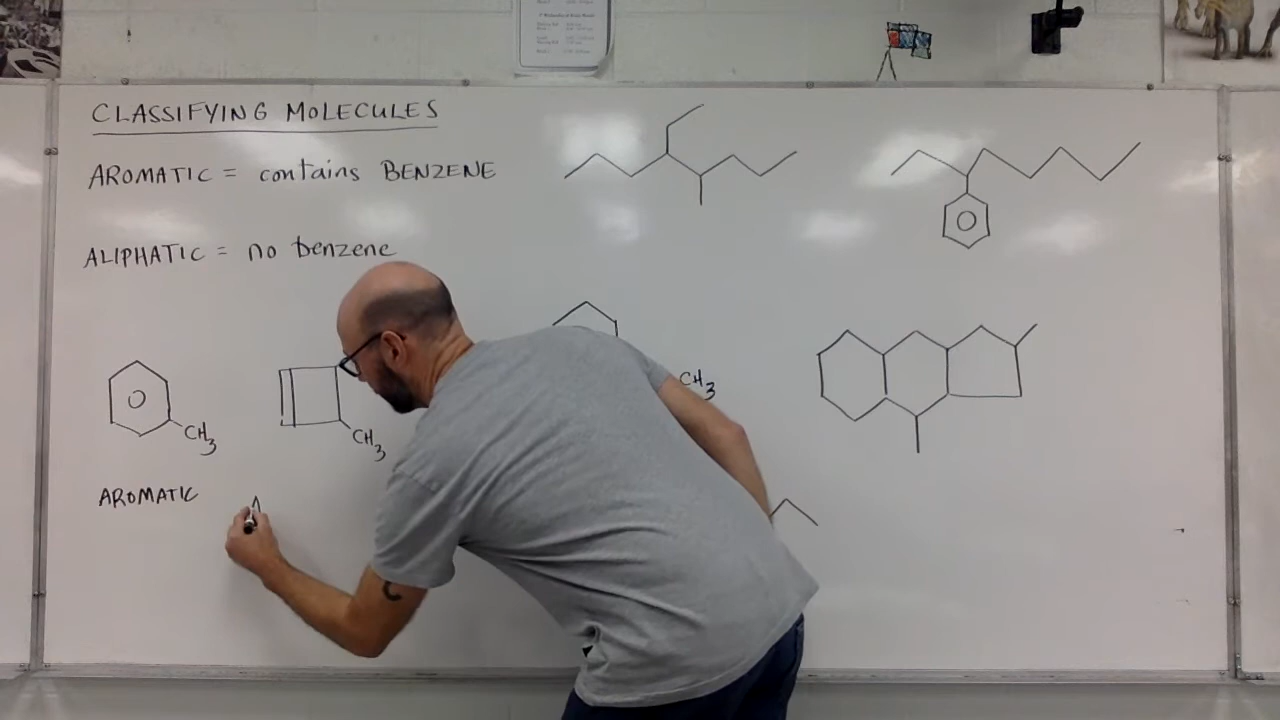 CLASSIFYING MOLECULES
AROMATIC = contains BENZENE
ALIPHATIC = no benzene
CH3
CH3
CH3
AROMATIC
A